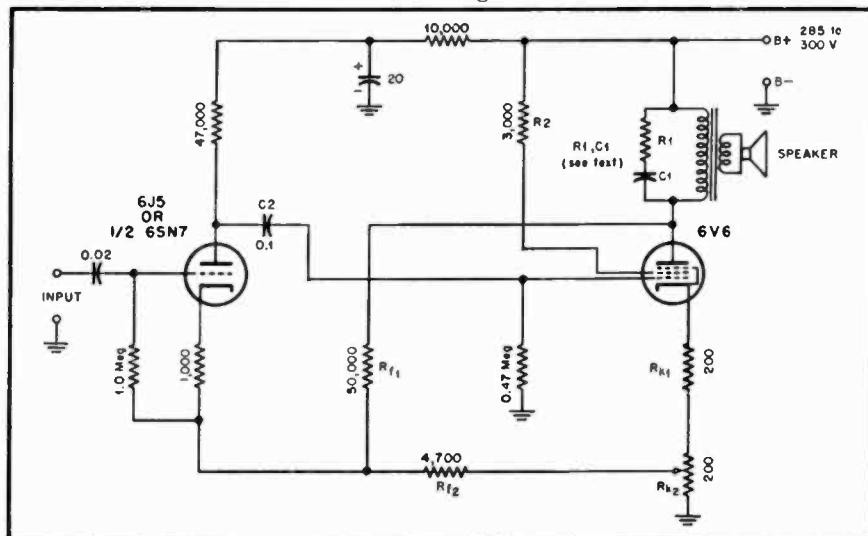 10,000
B+ 285 to
300 V
+
-
20
B-
47,000
3,000
R2
R1
R1,C1
(see text)
C1
SPEAKER
6J5
OR
1/2 6SN7
C2
0.1
6V6
0.02
INPUT
1.0 Meg
1,000
50,000
Rf1
0.47 Meg
Rk1
200
4,700
Rf2
Rk2
200